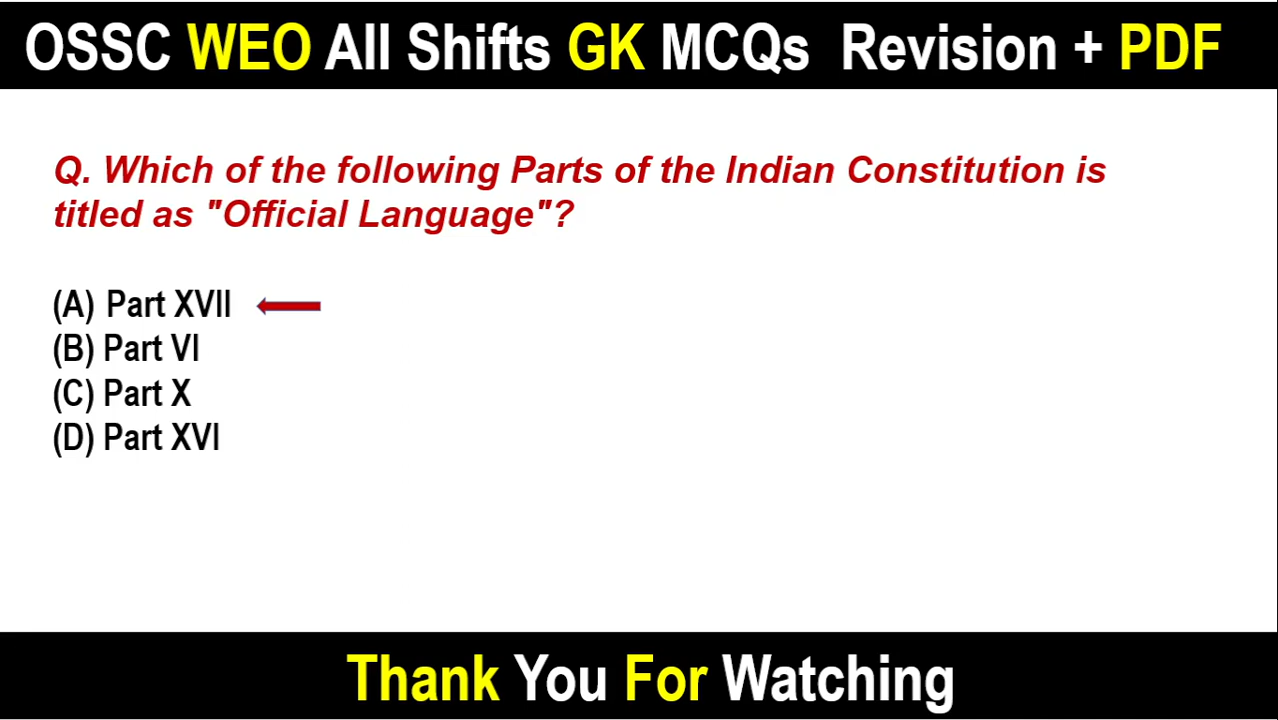 OSSC WEO All Shifts GK MCQs Revision + PDF
Q. Which of the following Parts of the Indian Constitution is
titled as "Official Language"?
(A) Part XVII
(B) Part VI
(C) Part X
(D) Part XVI
Thank You For Watching